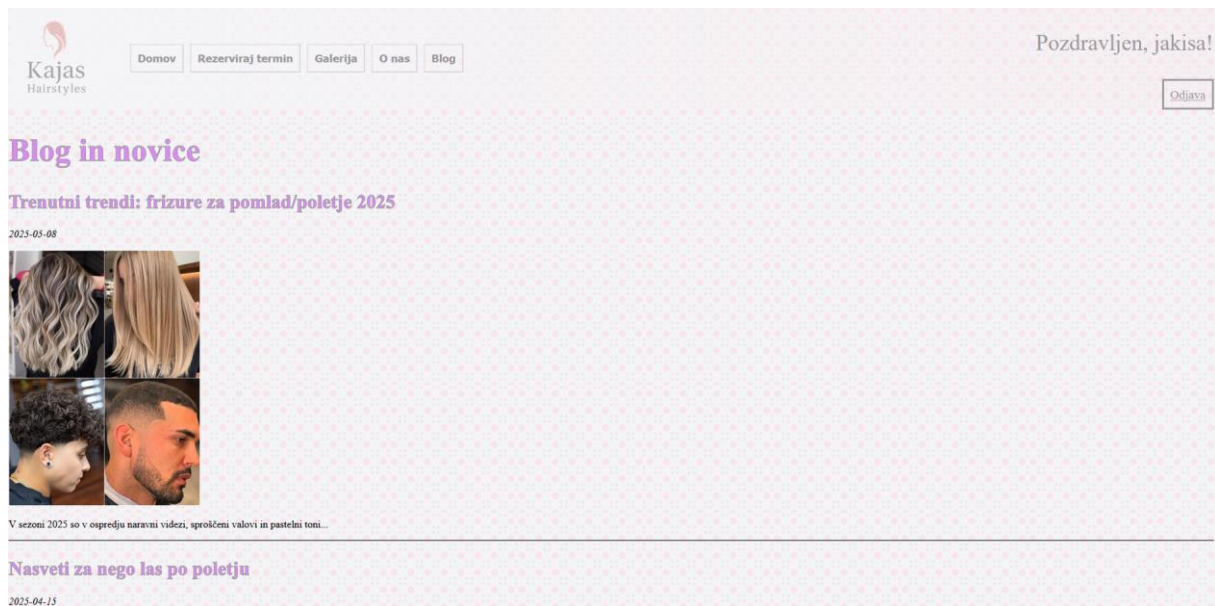 Kajas
Hairstyles
Domov
Rezerviraj termin
Galerija
O nas
Blog
Pozdravljen, jakisa!
Odjava
Blog in novice
Trenutni trendi: frizure za pomlad/poletje 2025
2025-05-08
V sezoni 2025 so v ospredju naravni videzi, sproščeni valovi in pastelni toni...
Nasveti za nego las po poletju
2025-04-15